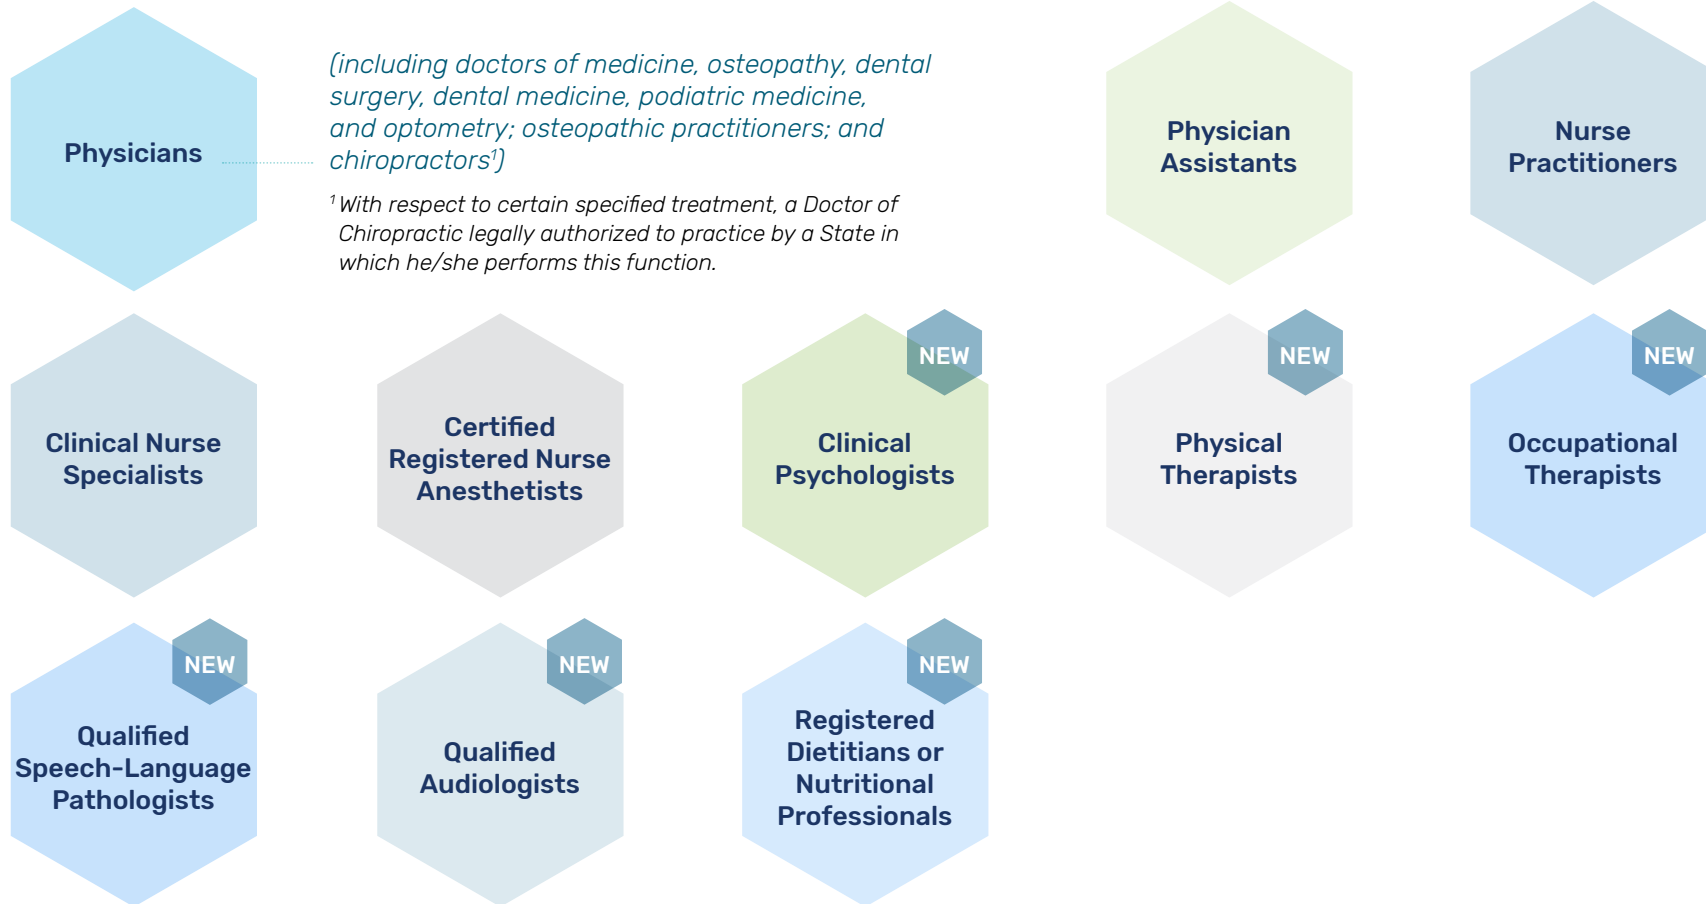 Physicians
(including doctors of medicine, osteopathy, dental
surgery, dental medicine, podiatric medicine,
and optometry; osteopathic practitioners; and
chiropractors¹)
¹ With respect to certain specified treatment, a Doctor of
Chiropractic legally authorized to practice by a State in
which he/she performs this function.
Physician
Assistants
Nurse
Practitioners
Clinical Nurse
Specialists
Certified
Registered Nurse
Anesthetists
NEW
Clinical
Psychologists
NEW
Physical
Therapists
NEW
Occupational
Therapists
NEW
Qualified
Speech-Language
Pathologists
NEW
Qualified
Audiologists
NEW
Registered
Dietitians or
Nutritional
Professionals